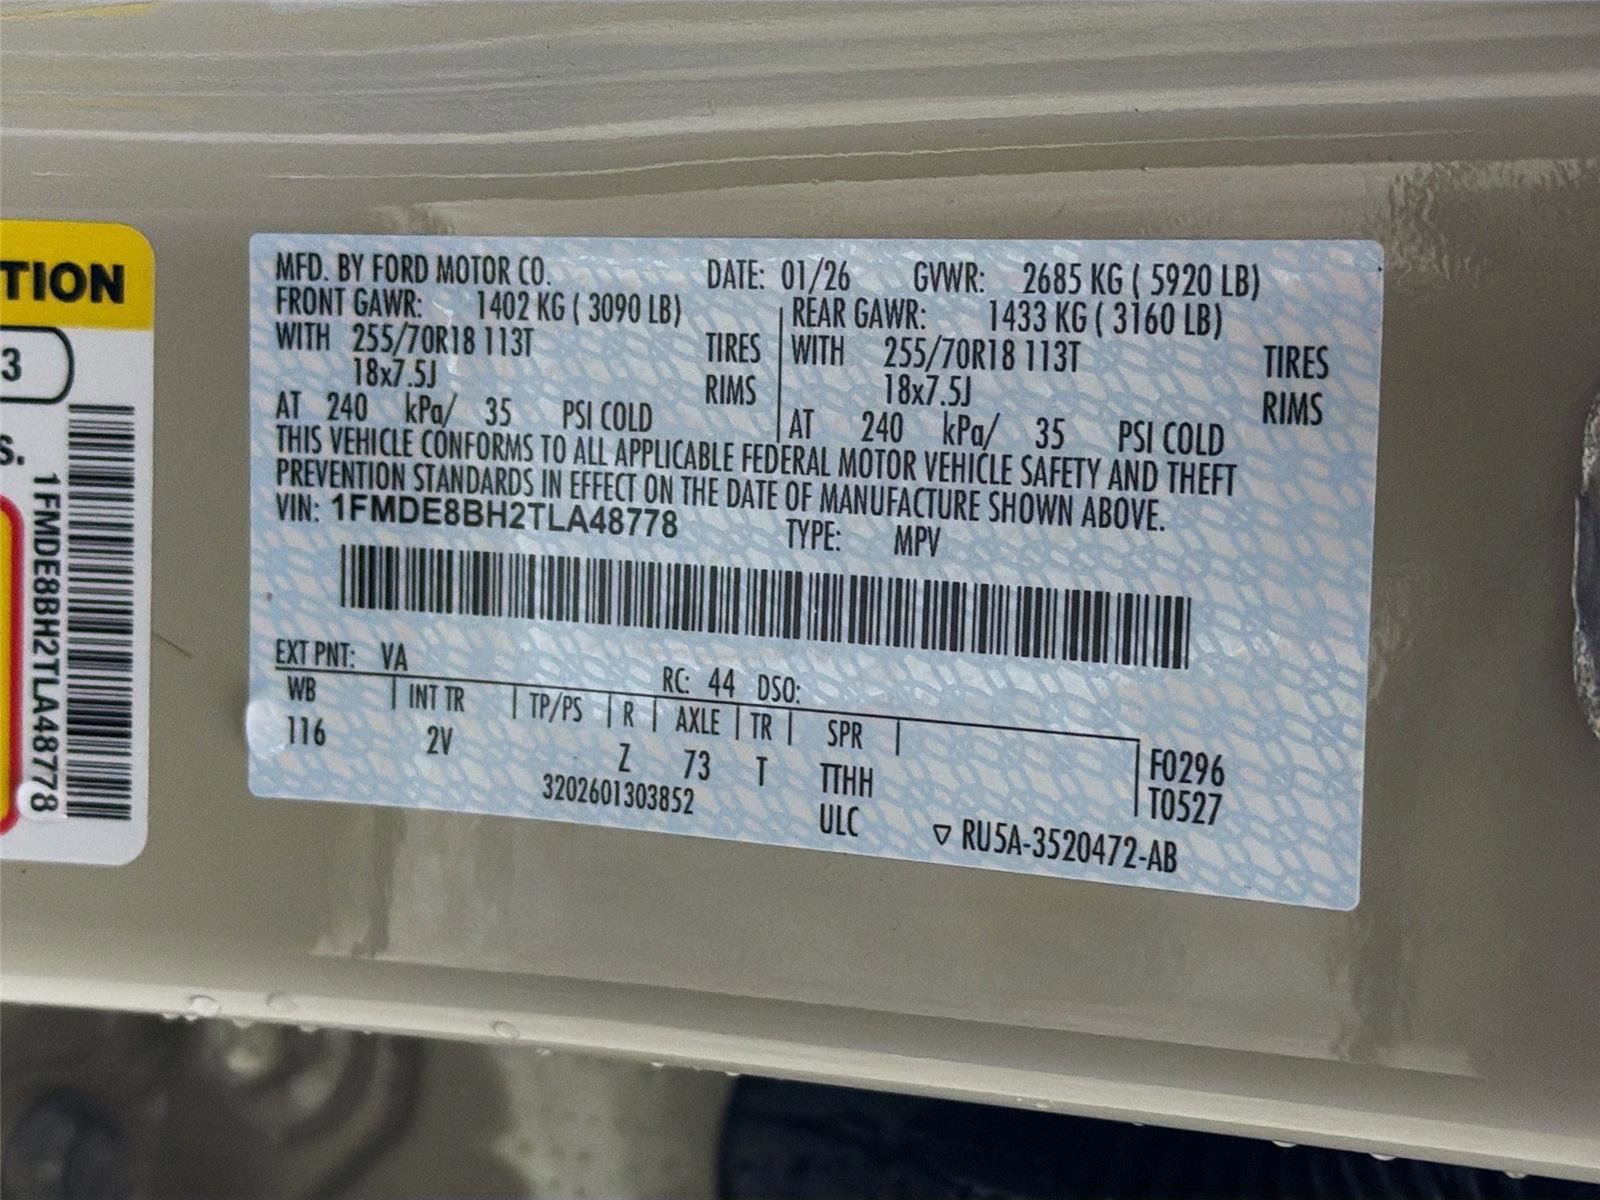 TION
3
S.
1FMDE8BH2TLA48778
MFD. BY FORD MOTOR CO. DATE: 01/26 GVWR: 2685 KG ( 5920 LB)
FRONT GAWR: 1402 KG ( 3090 LB) REAR GAWR: 1433 KG ( 3160 LB)
WITH 255/70R18 113T TIRES WITH 255/70R18 113T TIRES
18x7.5J RIMS 18x7.5J RIMS
AT 240 kPa/ 35 PSI COLD AT 240 kPa/ 35 PSI COLD
THIS VEHICLE CONFORMS TO ALL APPLICABLE FEDERAL MOTOR VEHICLE SAFETY AND THEFT
PREVENTION STANDARDS IN EFFECT ON THE DATE OF MANUFACTURE SHOWN ABOVE.
VIN: 1FMDE8BH2TLA48778 TYPE: MPV
EXT PNT: VA RC: 44 DSO:
WB INT TR TP/PS R AXLE TR SPR
116 2V Z 73 T TTHH F0296
3202601303852 ULC T0527
RU5A-3520472-AB